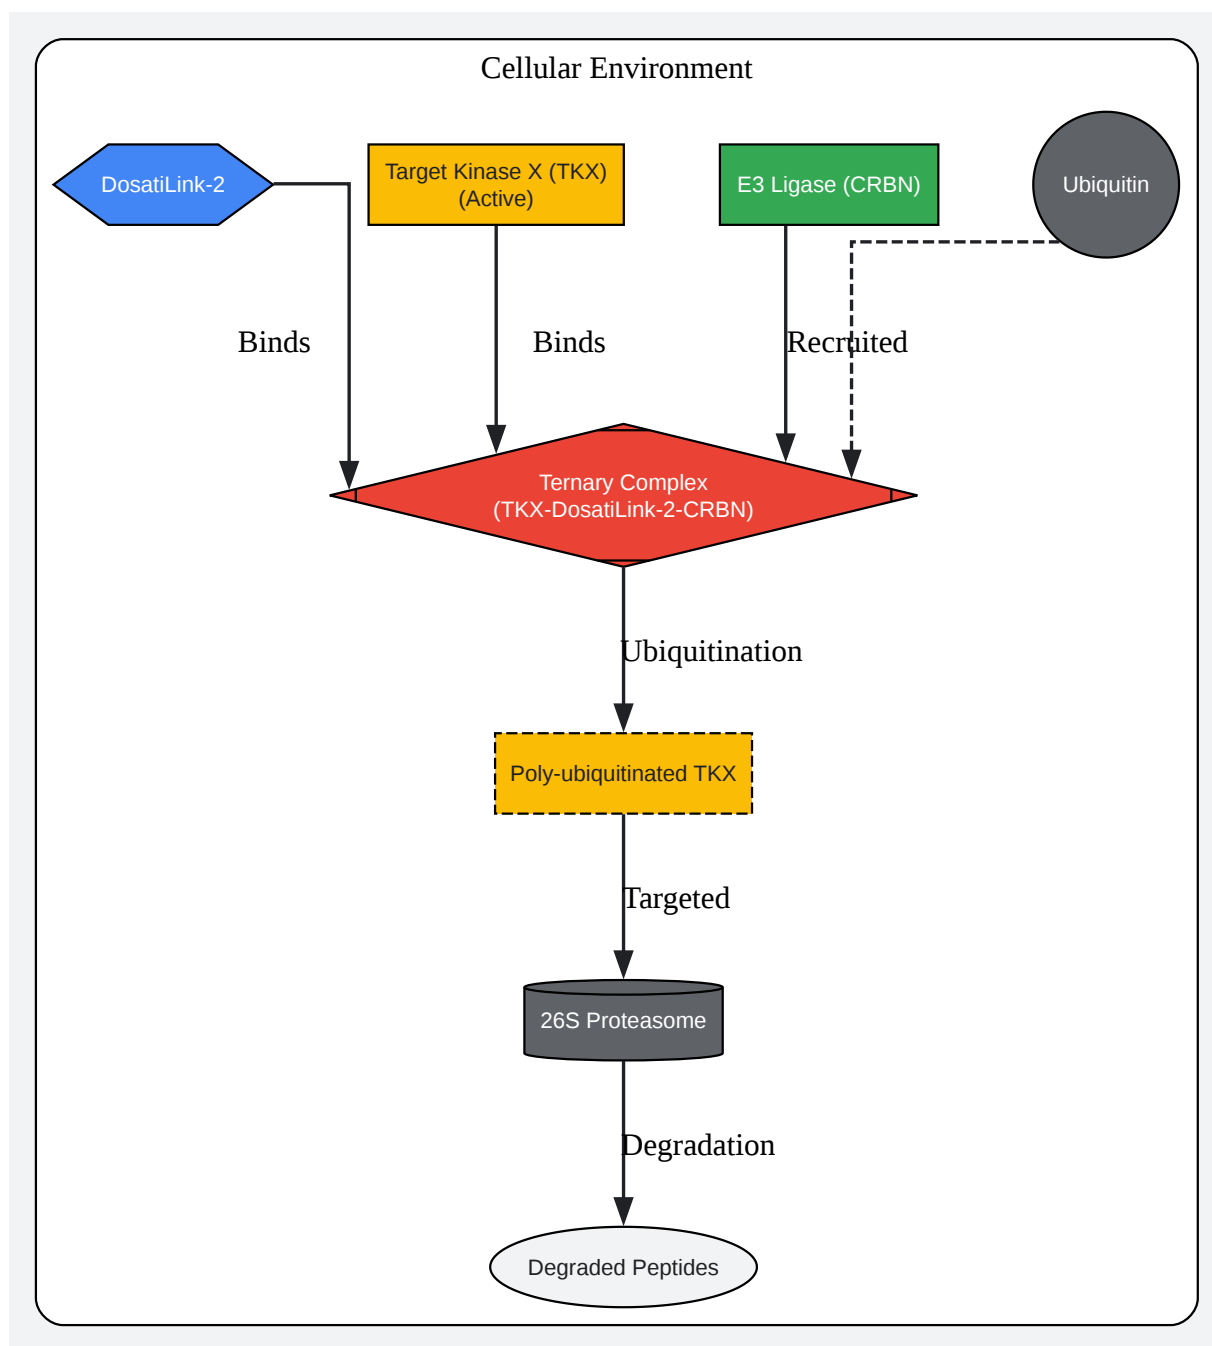 Cellular Environment
DosatiLink-2
Target Kinase X (TKX)
(Active)
E3 Ligase (CRBN)
Ubiquitin
Binds
Binds
Recruited
Ternary Complex
(TKX-DosatiLink-2-CRBN)
Ubiquitination
Poly-ubiquitinated TKX
Targeted
26S Proteasome
Degradation
Degraded Peptides